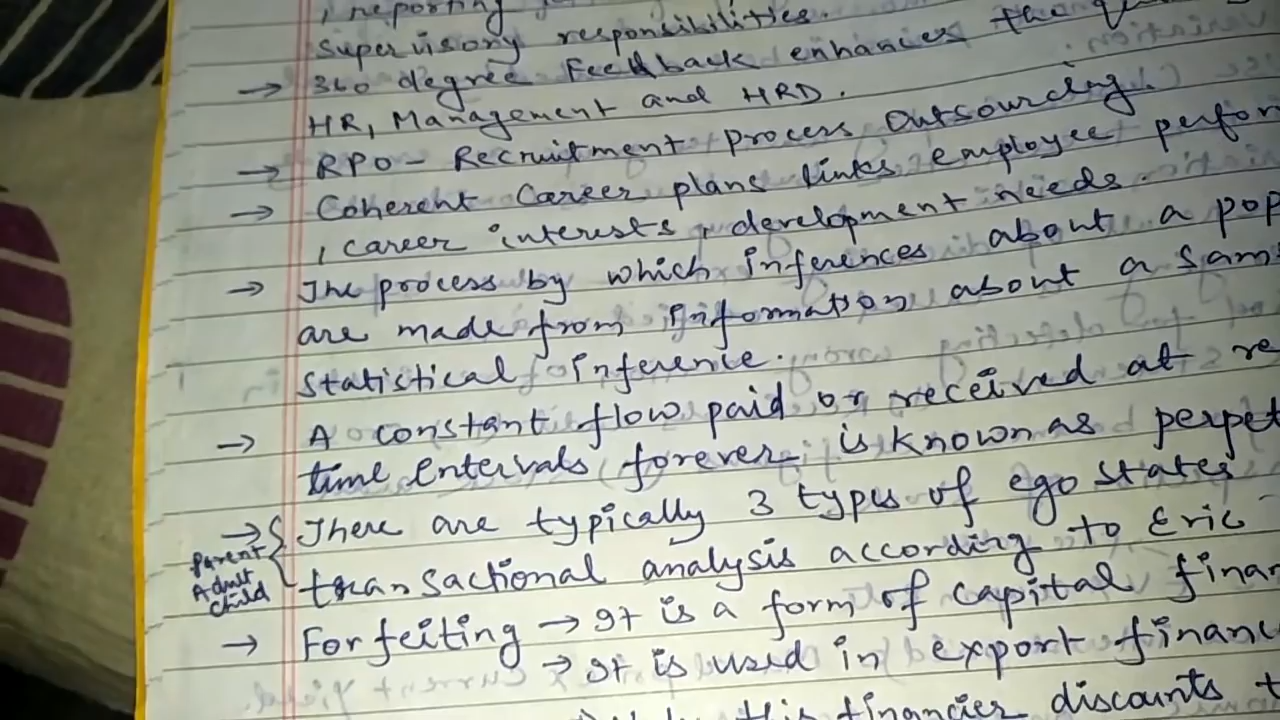 , reporting
supervisory responsibilities.
→ 360 degree Feedback enhances the
HR, Management and HRD.
→ RPO - Recruitment process Outsourcing.
→ Coherent Career plans links employee perfor
, career interests, development needs.
→ The process by which inferences about a pop
are made from information about a sam
statistical inference.
→ A constant flow paid or received at re
time intervals forever is known as perpet
→ There are typically 3 types of ego states
Parent
Adult
Child
transactional analysis according to Eric
→ Forfeiting → It is a form of capital finan
→ It is used in export financ
this financier discounts t